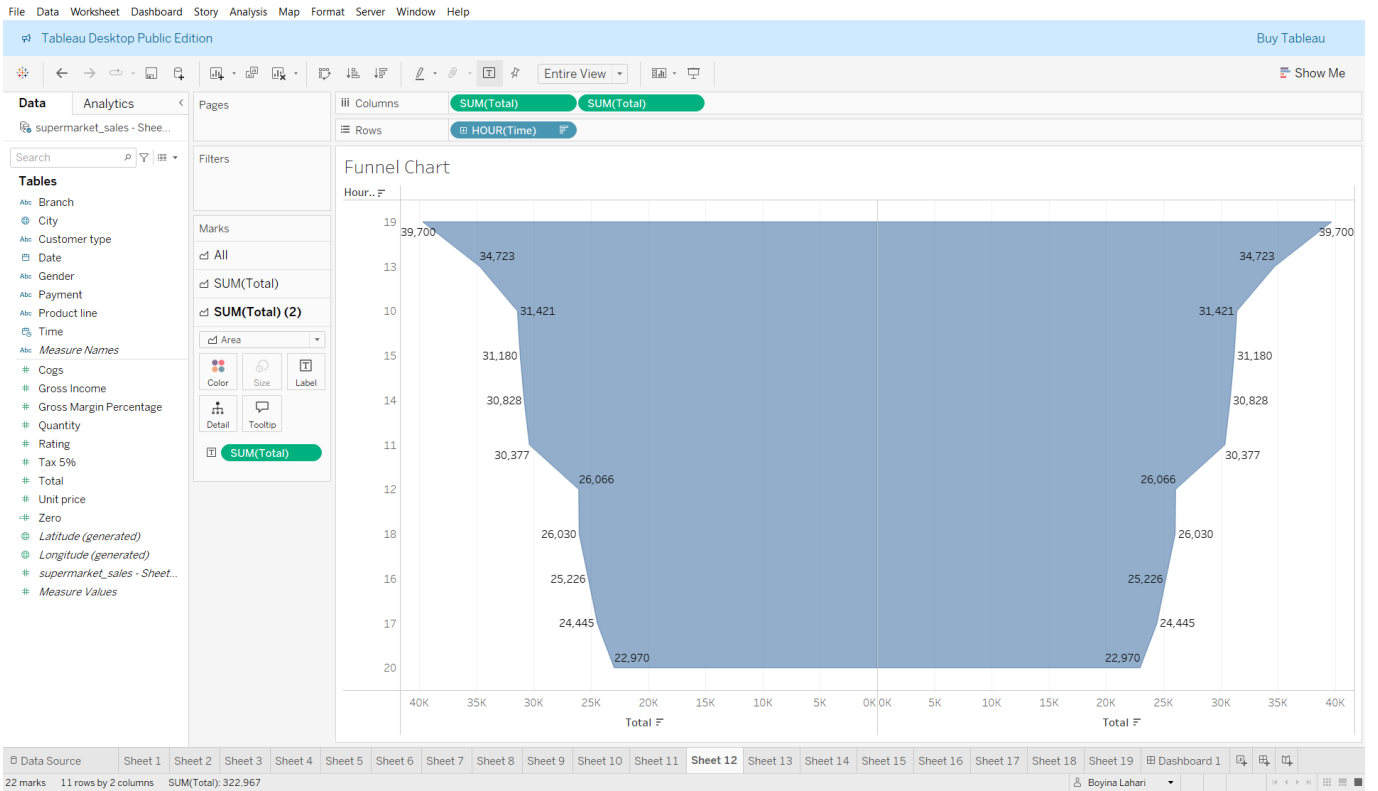 File Data Worksheet Dashboard Story Analysis Map Format Server Window Help
Tableau Desktop Public Edition Buy Tableau
Entire View Show Me
Data Analytics
supermarket_sales - Shee...
Search
Tables
Abc Branch
City
Abc Customer type
Date
Abc Gender
Abc Payment
Abc Product line
Time
Abc Measure Names
# Cogs
# Gross Income
# Gross Margin Percentage
# Quantity
# Rating
# Tax 5%
# Total
# Unit price
=# Zero
Latitude (generated)
Longitude (generated)
# supermarket_sales - Sheet...
# Measure Values
Pages
Filters
Marks
All
SUM(Total)
SUM(Total) (2)
Area
Color Size Label
Detail Tooltip
SUM(Total)
Columns SUM(Total) SUM(Total)
Rows HOUR(Time)
Funnel Chart
Hour..
19
39,700 39,700
34,723 34,723
13
10 31,421 31,421
15 31,180 31,180
14 30,828 30,828
11
30,377 30,377
26,066 26,066
12
18 26,030 26,030
16 25,226 25,226
17 24,445 24,445
22,970 22,970
20
40K 35K 30K 25K 20K 15K 10K 5K 0K 0K 5K 10K 15K 20K 25K 30K 35K 40K
Total Total
Data Source Sheet 1 Sheet 2 Sheet 3 Sheet 4 Sheet 5 Sheet 6 Sheet 7 Sheet 8 Sheet 9 Sheet 10 Sheet 11 Sheet 12 Sheet 13 Sheet 14 Sheet 15 Sheet 16 Sheet 17 Sheet 18 Sheet 19 Dashboard 1
22 marks 11 rows by 2 columns SUM(Total): 322,967 Boyina Lahari